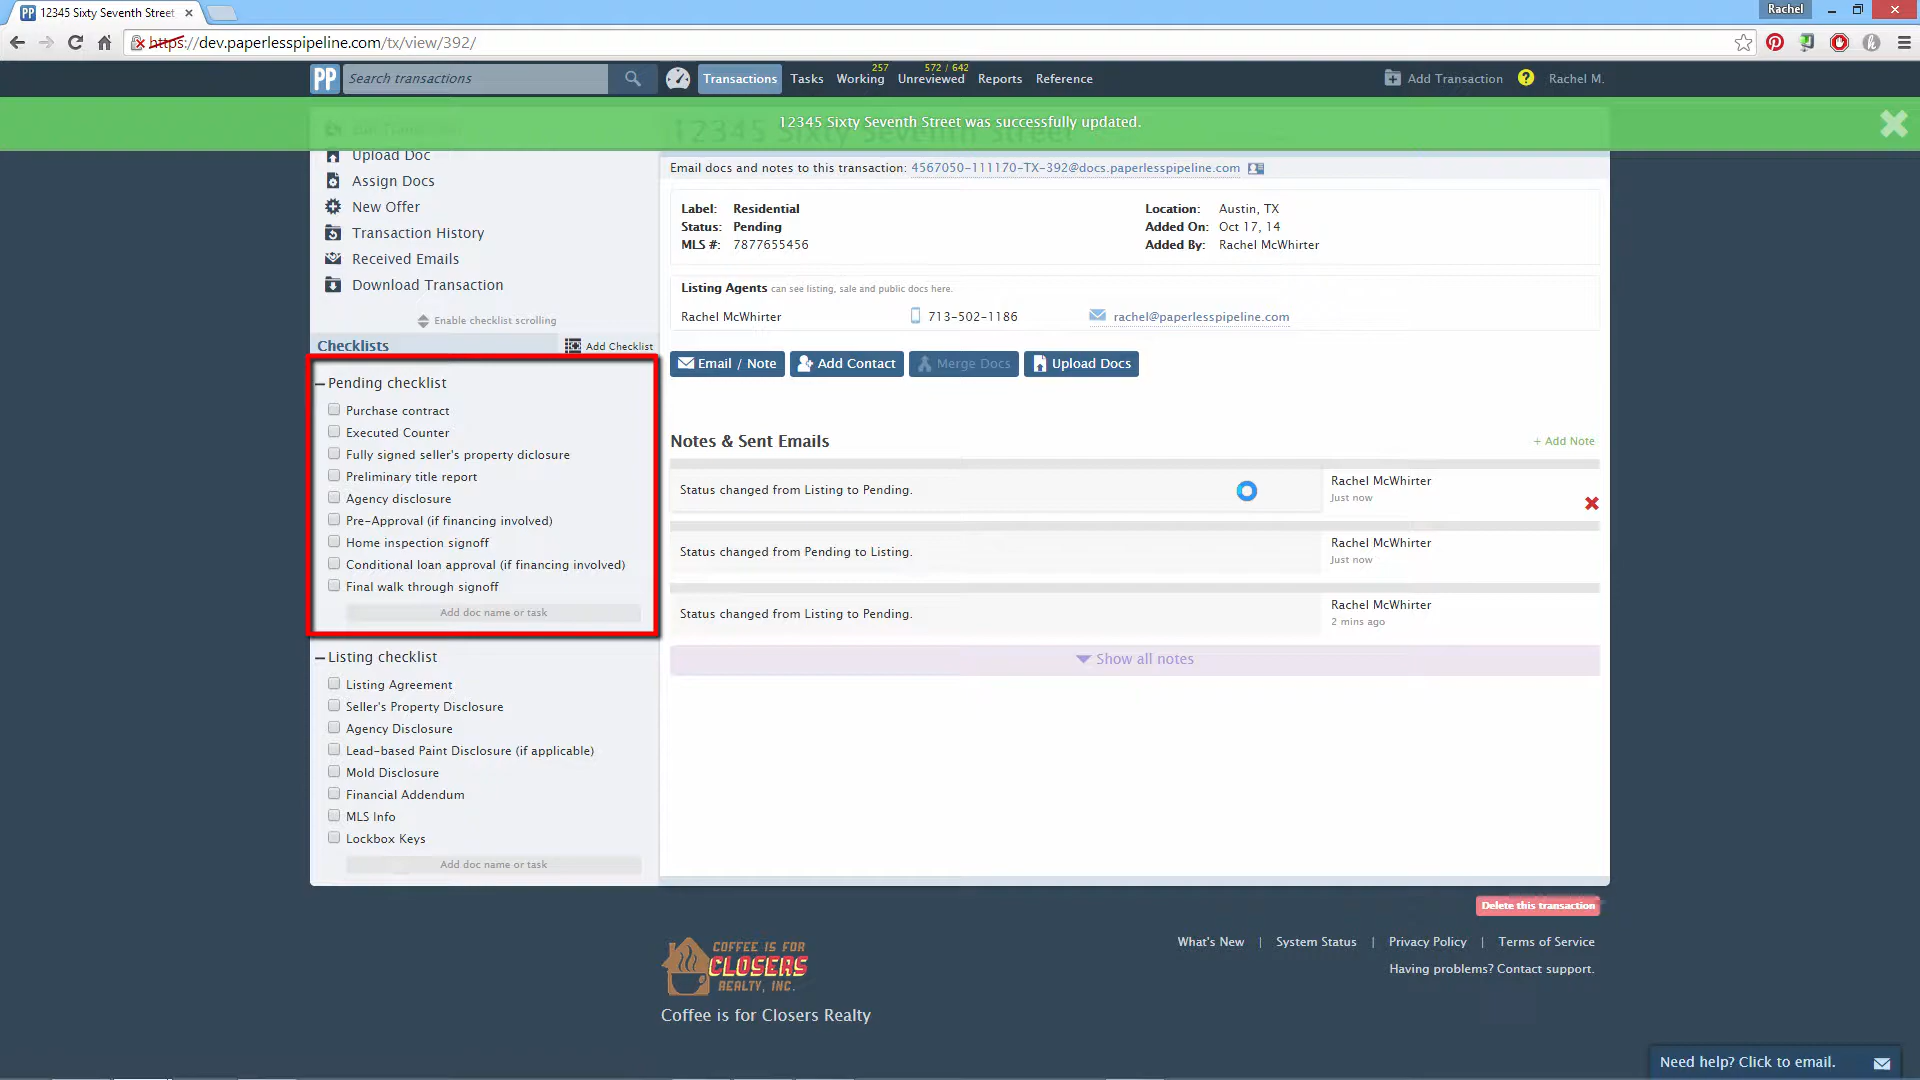 PP 12345 Sixty Seventh Street ×
Rachel
https://dev.paperlesspipeline.com/tx/view/392/
PP Search transactions Transactions Tasks Working 257 Unreviewed 572 / 642 Reports Reference Add Transaction ? Rachel M.
12345 Sixty Seventh Street was successfully updated.
12345 Sixty Seventh Street
Upload Doc
Assign Docs
New Offer
Transaction History
Received Emails
Download Transaction
Enable checklist scrolling
Checklists Add Checklist
Pending checklist
Purchase contract
Executed Counter
Fully signed seller's property diclosure
Preliminary title report
Agency disclosure
Pre-Approval (if financing involved)
Home inspection signoff
Conditional loan approval (if financing involved)
Final walk through signoff
Add doc name or task
Listing checklist
Listing Agreement
Seller's Property Disclosure
Agency Disclosure
Lead-based Paint Disclosure (if applicable)
Mold Disclosure
Financial Addendum
MLS Info
Lockbox Keys
Add doc name or task
Email docs and notes to this transaction: 4567050-111170-TX-392@docs.paperlesspipeline.com
Label: Residential
Status: Pending
MLS #: 7877655456
Location: Austin, TX
Added On: Oct 17, 14
Added By: Rachel McWhirter
Listing Agents can see listing, sale and public docs here.
Rachel McWhirter 713-502-1186 rachel@paperlesspipeline.com
Email / Note Add Contact Merge Docs Upload Docs
Notes & Sent Emails + Add Note
Status changed from Listing to Pending. Rachel McWhirter
Just now
Status changed from Pending to Listing. Rachel McWhirter
Just now
Status changed from Listing to Pending. Rachel McWhirter
2 mins ago
Show all notes
Delete this transaction
COFFEE IS FOR
CLOSERS
REALTY, INC.
Coffee is for Closers Realty
What's New | System Status | Privacy Policy | Terms of Service
Having problems? Contact support.
Need help? Click to email.